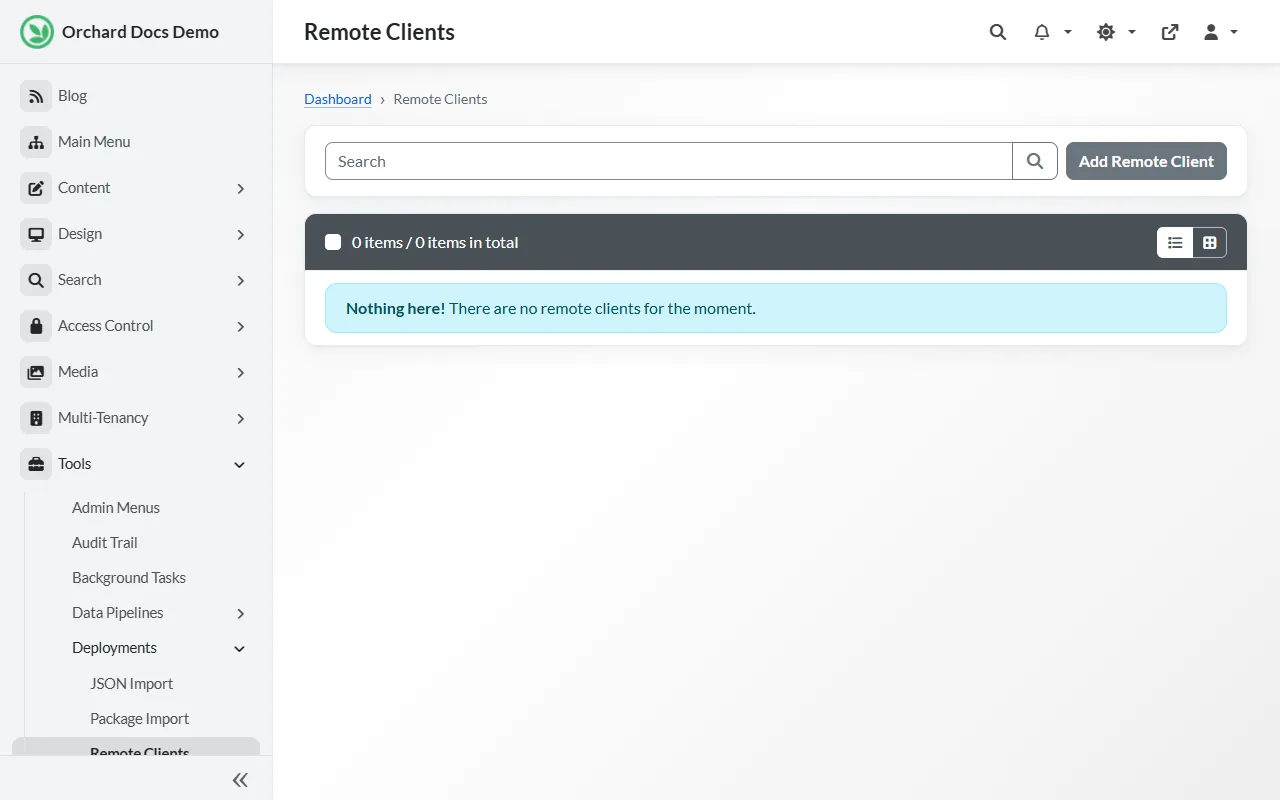 Orchard Docs Demo
Remote Clients
Blog
Main Menu
Content
Design
Search
Access Control
Media
Multi-Tenancy
Tools
Admin Menus
Audit Trail
Background Tasks
Data Pipelines
Deployments
JSON Import
Package Import
Remote Clients
Dashboard › Remote Clients
Search
Add Remote Client
0 items / 0 items in total
Nothing here! There are no remote clients for the moment.